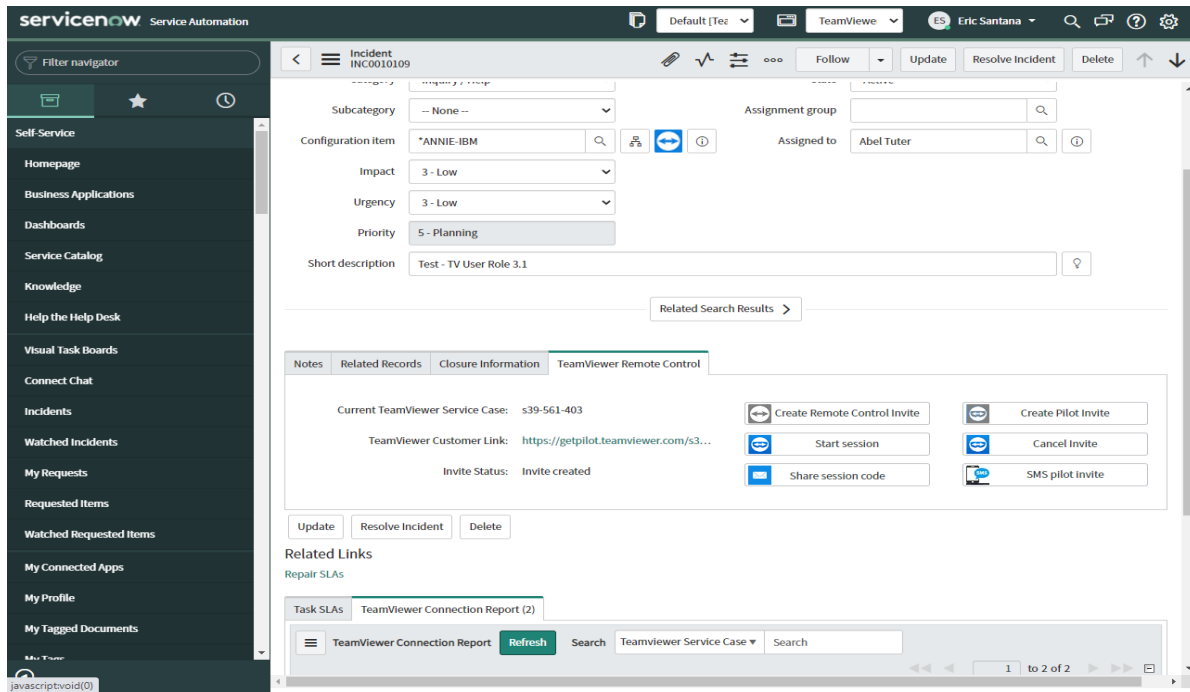 servicenow Service Automation
Default [Tea
TeamViewe
ES Eric Santana
Filter navigator
Incident
INC0010109
Follow
Update
Resolve Incident
Delete
Self-Service
Homepage
Business Applications
Dashboards
Service Catalog
Knowledge
Help the Help Desk
Visual Task Boards
Connect Chat
Incidents
Watched Incidents
My Requests
Requested Items
Watched Requested Items
My Connected Apps
My Profile
My Tagged Documents
My Tags
javascript:void(0)
Category Inquiry / Help
State Active
Subcategory -- None --
Assignment group
Configuration item *ANNIE-IBM
Assigned to Abel Tuter
Impact 3 - Low
Urgency 3 - Low
Priority 5 - Planning
Short description Test - TV User Role 3.1
Related Search Results
Notes Related Records Closure Information TeamViewer Remote Control
Current TeamViewer Service Case: s39-561-403
TeamViewer Customer Link: https://getpilot.teamviewer.com/s3...
Invite Status: Invite created
Create Remote Control Invite
Create Pilot Invite
Start session
Cancel Invite
Share session code
SMS SMS pilot invite
Update Resolve Incident Delete
Related Links
Repair SLAs
Task SLAs TeamViewer Connection Report (2)
TeamViewer Connection Report Refresh Search Teamviewer Service Case Search
1 to 2 of 2